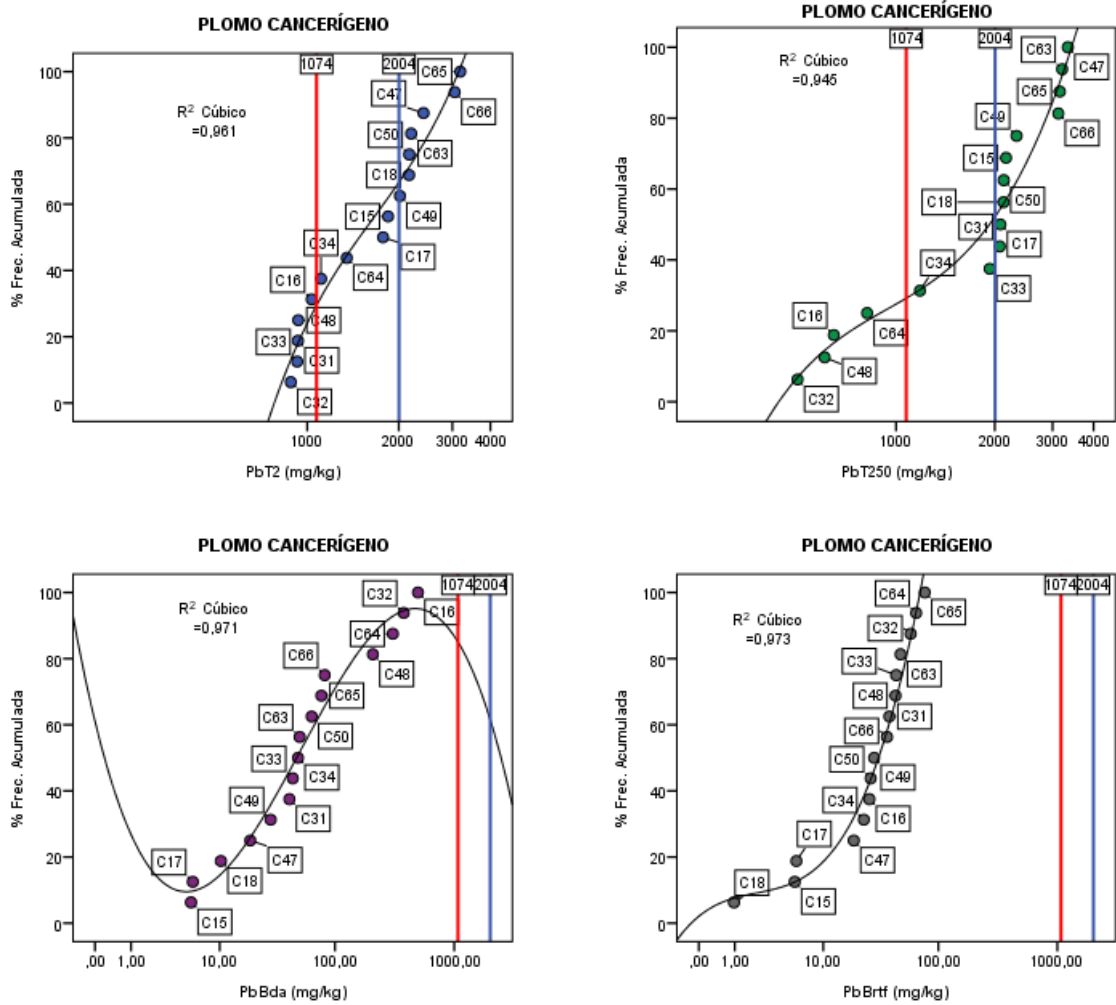 PLOMO CANCERÍGENO
1074
2004
R² Cúbico
=,961
C65
C47
C66
C50
C63
C18
C15
C49
C34
C17
C64
C16
C48
C33
C31
C32
% Frec. Acumulada
100
80
60
40
20
0
1000
2000
3000
4000
PbT2 (mg/kg)
PLOMO CANCERÍGENO
1074
2004
R² Cúbico
=,945
C63
C47
C65
C49
C66
C15
C18
C50
C31
C17
C34
C33
C16
C64
C48
C32
% Frec. Acumulada
100
80
60
40
20
0
1000
2000
3000
4000
PbT250 (mg/kg)
PLOMO CANCERÍGENO
1074
2004
R² Cúbico
=,971
C32
C16
C64
C48
C66
C65
C63
C50
C33
C34
C49
C31
C47
C17
C18
C15
% Frec. Acumulada
100
80
60
40
20
0
,00
1,00
10,00
100,00
1000,00
PbBda (mg/kg)
PLOMO CANCERÍGENO
1074
2004
R² Cúbico
=,973
C64
C65
C32
C33
C63
C48
C31
C66
C50
C49
C34
C16
C17
C47
C18
C15
% Frec. Acumulada
100
80
60
40
20
0
,00
1,00
10,00
100,00
1000,00
PbBrtf (mg/kg)